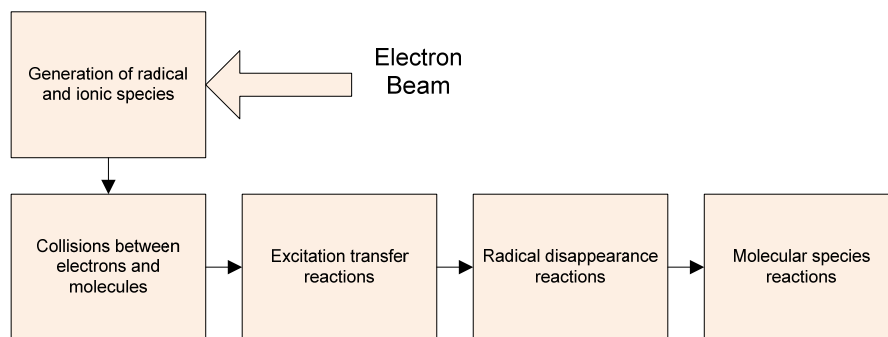 Generation of radical
and ionic species
Electron
Beam
Collisions between
electrons and
molecules
Excitation transfer
reactions
Radical disappearance
reactions
Molecular species
reactions